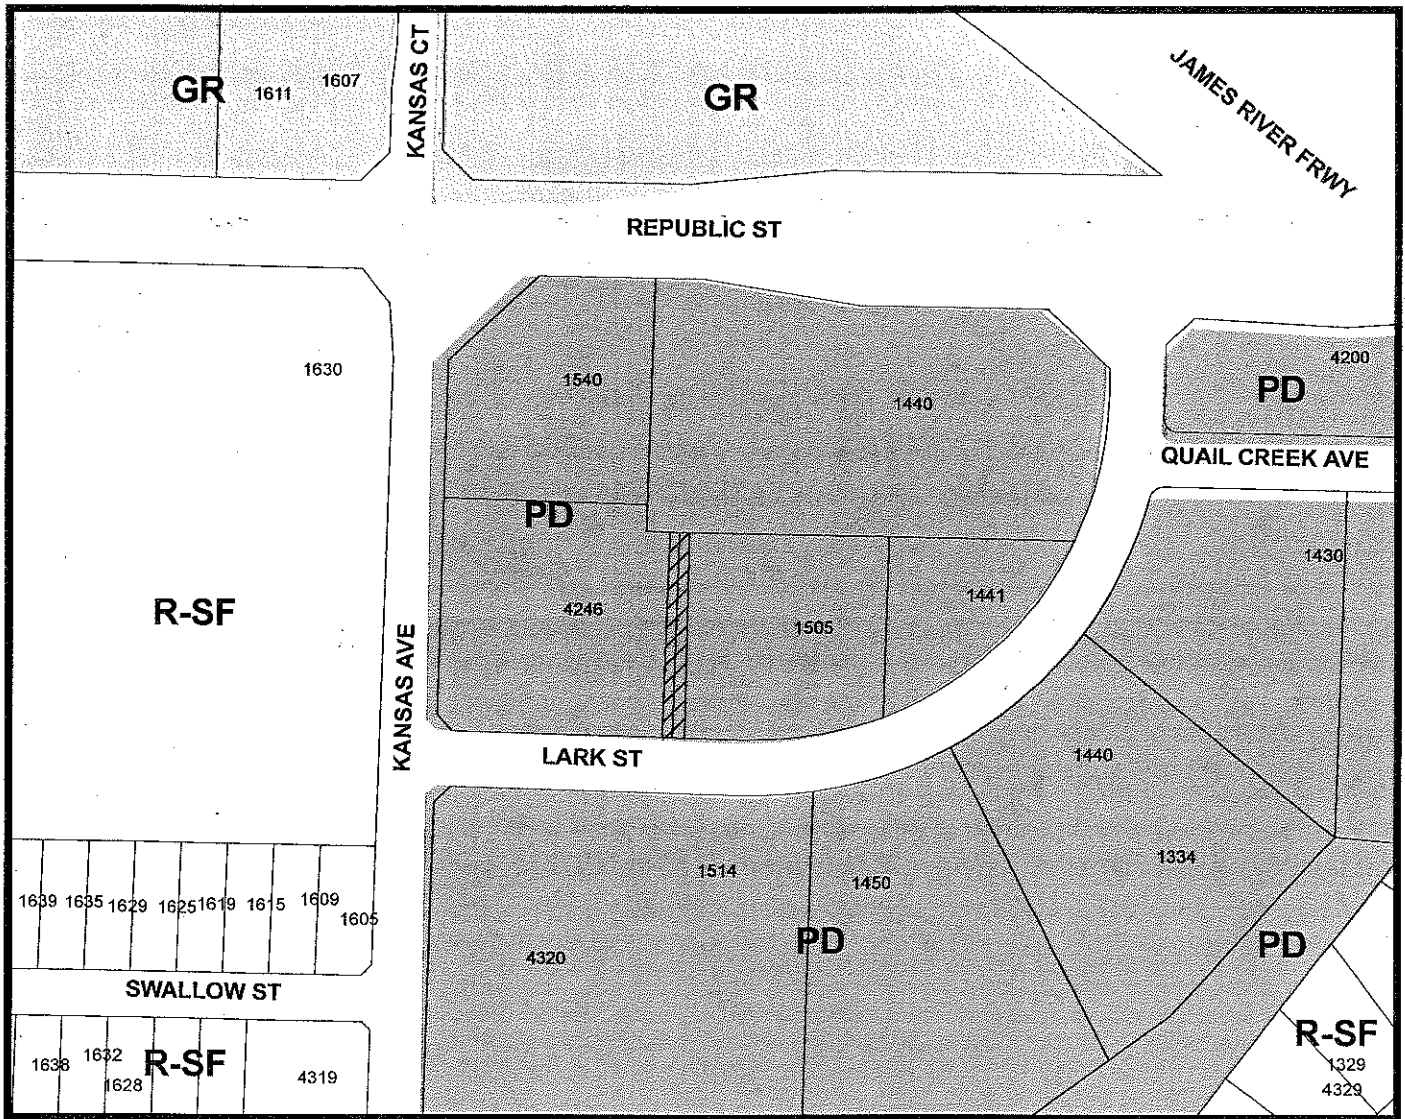 KANSAS CT
JAMES RIVER FRWY
GR
1611
1607
GR
REPUBLIC ST
1630
1540
1440
4200
PD
QUAIL CREEK AVE
PD
1430
R-SF
4246
1505
1441
KANSAS AVE
LARK ST
1440
1514
1450
1334
1639
1635
1629
1625
1619
1615
1609
1605
4320
PD
PD
SWALLOW ST
1638
1632
1628
R-SF
4319
R-SF
1329
4329